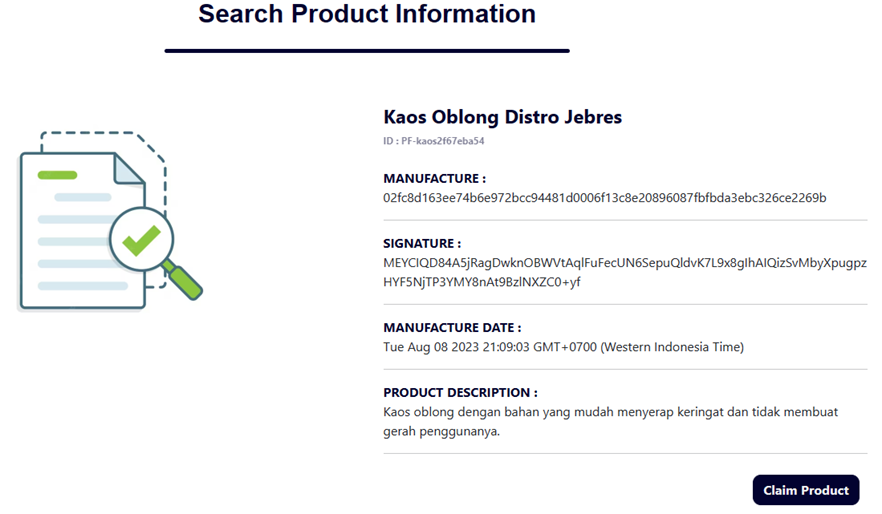 Search Product Information
Kaos Oblong Distro Jebres
ID : PF-kaos2f67eba54
MANUFACTURE :
02fc8d163ee74b6e972bcc94481d0006f13c8e20896087fbfbda3ebc326ce2269b
SIGNATURE :
MEYCIQD84A5jRagDwknOBWVtAqlFuFecUN6SepuQldvK7L9x8gIhAIQizSvMbyXpugpz
HYF5NjTP3YMY8nAt9BzlNXZC0+yf
MANUFACTURE DATE :
Tue Aug 08 2023 21:09:03 GMT+0700 (Western Indonesia Time)
PRODUCT DESCRIPTION :
Kaos oblong dengan bahan yang mudah menyerap keringat dan tidak membuat
gerah penggunanya.
Claim Product